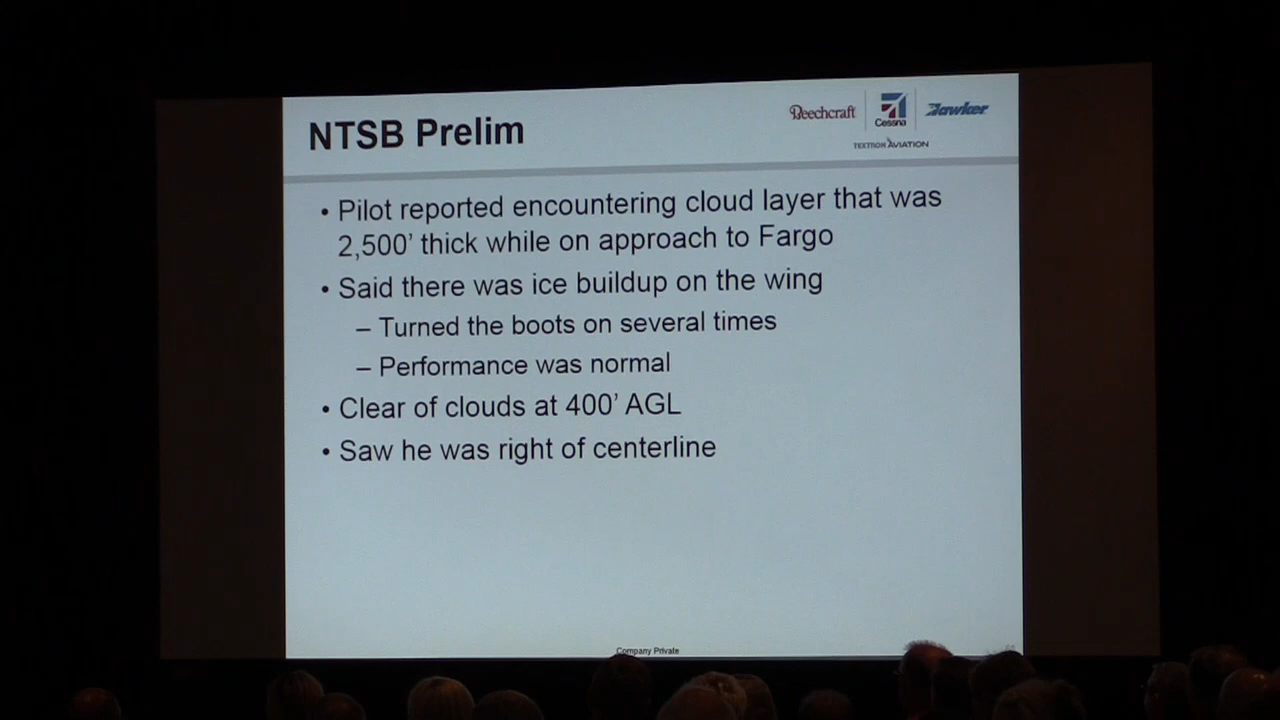 NTSB Prelim
Beechcraft
Cessna
Hawker
TEXTRON AVIATION
• Pilot reported encountering cloud layer that was
2,500’ thick while on approach to Fargo
• Said there was ice buildup on the wing
– Turned the boots on several times
– Performance was normal
• Clear of clouds at 400’ AGL
• Saw he was right of centerline
Company Private